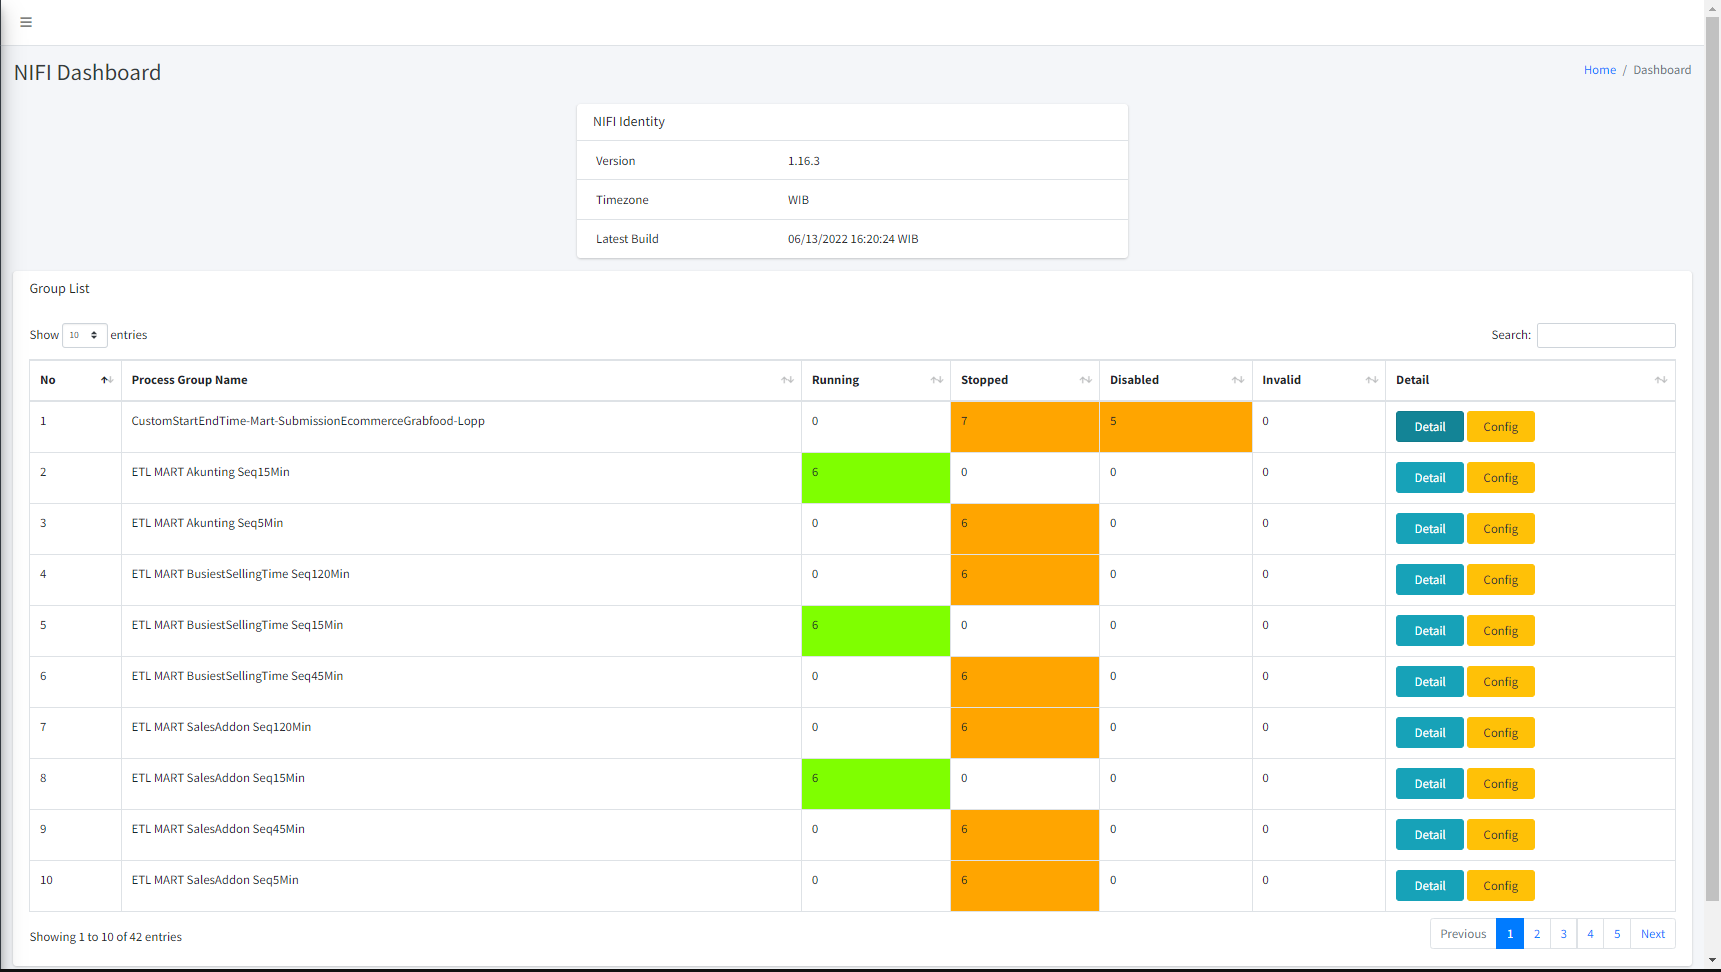 NIFI Dashboard
Home / Dashboard
NIFI Identity
Version 1.16.3
Timezone WIB
Latest Build 06/13/2022 16:20:24 WIB
Group List
Show 10 entries Search:
No Process Group Name Running Stopped Disabled Invalid Detail
1 CustomStartEndTime-Mart-SubmissionEcommerceGrabfood-Lopp 0 7 5 0 Detail Config
2 ETL MART Akunting Seq15Min 6 0 0 0 Detail Config
3 ETL MART Akunting Seq5Min 0 6 0 0 Detail Config
4 ETL MART BusiestSellingTime Seq120Min 0 6 0 0 Detail Config
5 ETL MART BusiestSellingTime Seq15Min 6 0 0 0 Detail Config
6 ETL MART BusiestSellingTime Seq45Min 0 6 0 0 Detail Config
7 ETL MART SalesAddon Seq120Min 0 6 0 0 Detail Config
8 ETL MART SalesAddon Seq15Min 6 0 0 0 Detail Config
9 ETL MART SalesAddon Seq45Min 0 6 0 0 Detail Config
10 ETL MART SalesAddon Seq5Min 0 6 0 0 Detail Config
Showing 1 to 10 of 42 entries Previous 1 2 3 4 5 Next